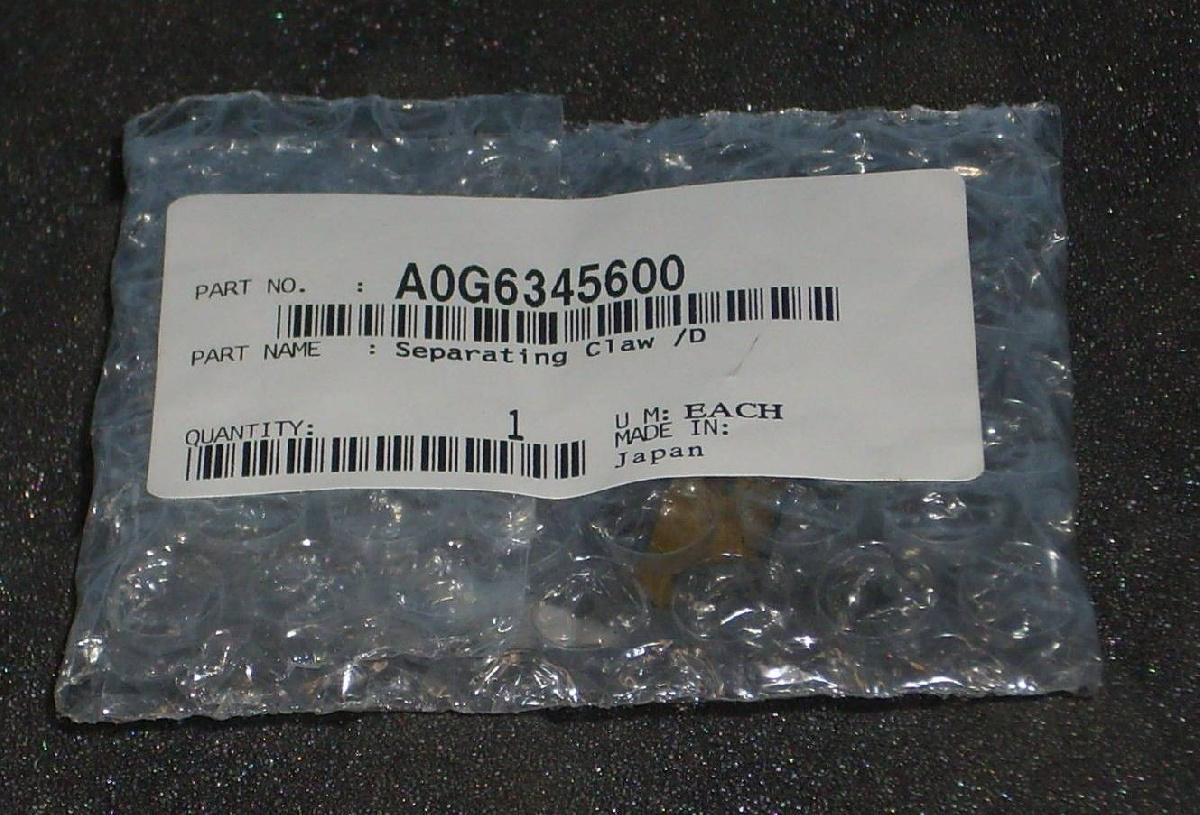 PART NO. : A0G6345600
PART NAME : Separating Claw /D
QUANTITY: 1 U M: EACH
MADE IN:
Japan